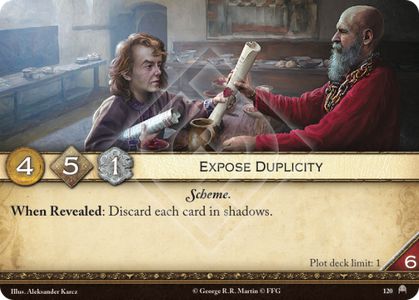 4 5 1 Expose Duplicity
Scheme.
When Revealed: Discard each card in shadows.
Plot deck limit: 1
6
Illus. Aleksander Karcz © George R.R. Martin © FFG 120